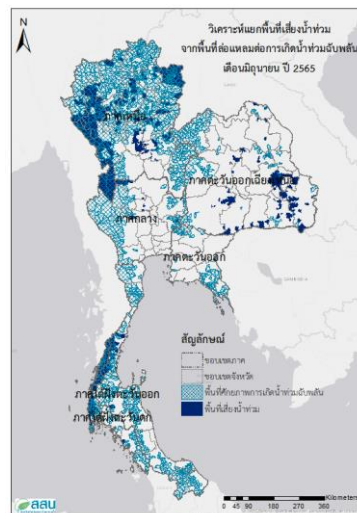 วิเคราะห์แยกพื้นที่เสี่ยงน้ำท่วม
จากพื้นที่ล่อแหลมต่อการเกิดน้ำท่วมฉับพลัน
เดือนมิถุนายน ปี 2565
N
ภาคเหนือ
ภาคตะวันออกเฉียงเหนือ
ภาคกลาง
ภาคตะวันออก
สัญลักษณ์
ขอบเขตภาค
ขอบเขตจังหวัด
พื้นที่ศักยภาพการเกิดน้ำท่วมฉับพลัน
พื้นที่เสี่ยงน้ำท่วม
ภาคใต้ฝั่งตะวันออก
ภาคใต้ฝั่งตะวันตก
สสน
Kilometers
0 45 90 180 270 360